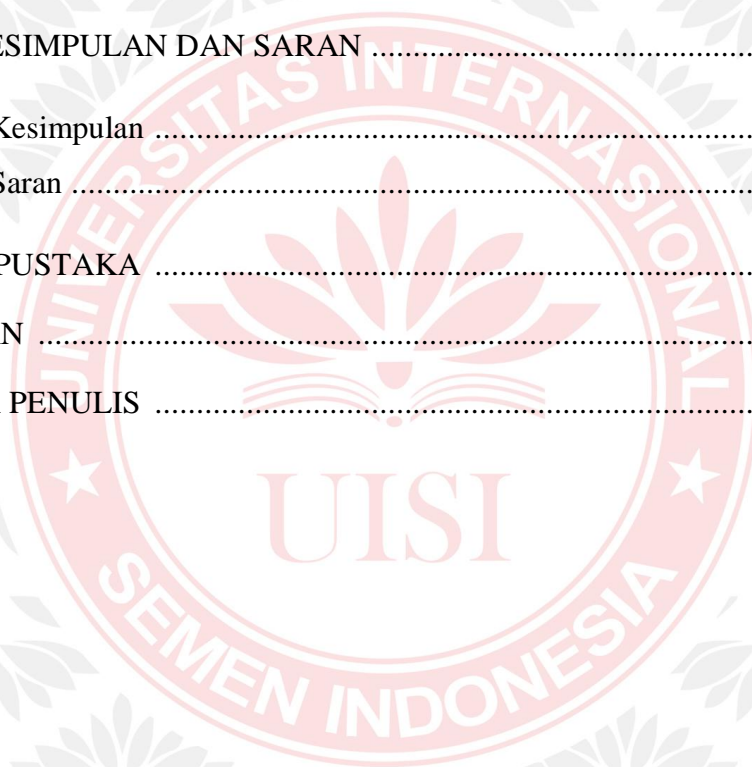 ESIMPULAN DAN SARAN ...............................................
Kesimpulan ..........................................................................
Saran ......................................................................................
PUSTAKA ..........................................................................
N ..............................................................................................
PENULIS ..........................................................................
UNIVERSITAS INTERNASIONAL
UISI
SEMEN INDONESIA